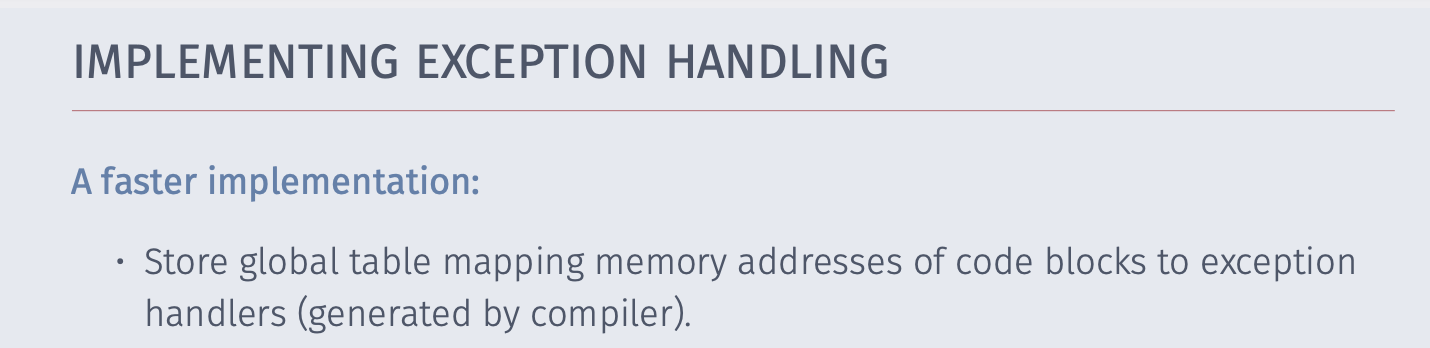 IMPLEMENTING EXCEPTION HANDLING
A faster implementation:
• Store global table mapping memory addresses of code blocks to exception
handlers (generated by compiler).